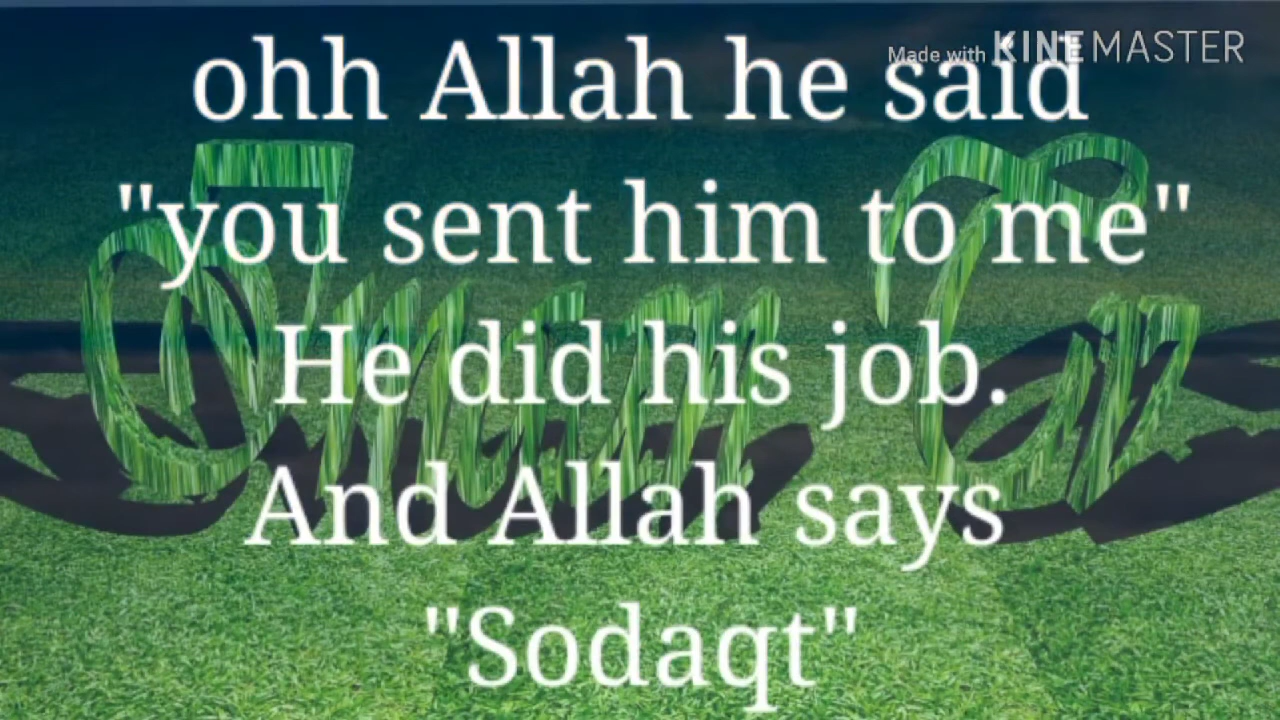 Made with KINEMASTER
ohh Allah he said
"you sent him to me"
He did his job.
And Allah says
"Sodaqt"